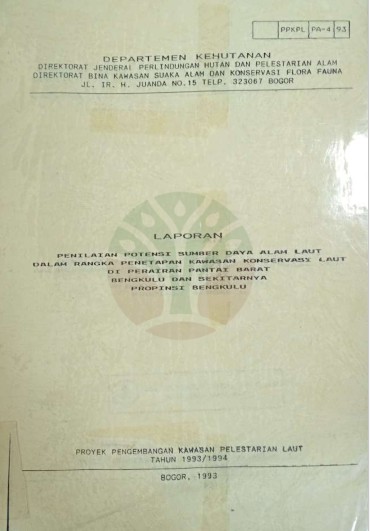 PPKPL PA-4 93
DEPARTEMEN KEHUTANAN
DIREKTORAT JENDERAL PERLINDUNGAN HUTAN DAN PELESTARIAN ALAM
DIREKTORAT BINA KAWASAN SUAKA ALAM DAN KONSERVASI FLORA FAUNA
JL. IR. H. JUANDA NO.15 TELP. 323067 BOGOR
LAPORAN
PENILAIAN POTENSI SUMBER DAYA ALAM LAUT
DALAM RANGKA PENETAPAN KAWASAN KONSERVASI LAUT
DI PERAIRAN PANTAI BARAT
BENGKULU DAN SEKITARNYA
PROPINSI BENGKULU
PROYEK PENGEMBANGAN KAWASAN PELESTARIAN LAUT
TAHUN 1993/1994
BOGOR, 1993